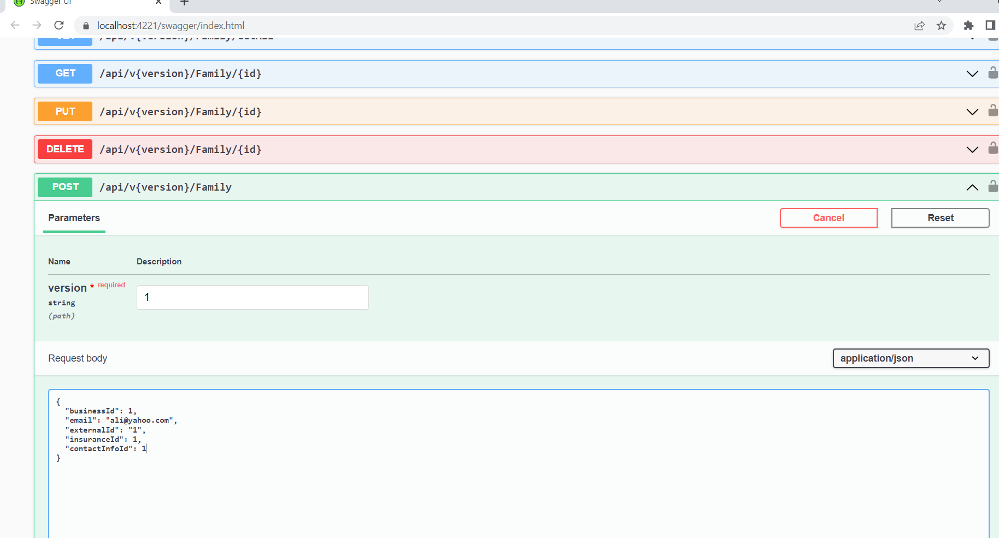 Swagger UI
localhost:4221/swagger/index.html
/api/v{version}/Family/GetAll
GET /api/v{version}/Family/{id}
PUT /api/v{version}/Family/{id}
DELETE /api/v{version}/Family/{id}
POST /api/v{version}/Family
Parameters Cancel Reset
Name Description
version * required
string
(path)
1
Request body application/json
{
"businessId": 1,
"email": "ali@yahoo.com",
"externalId": "1",
"insuranceId": 1,
"contactInfoId": 1
}